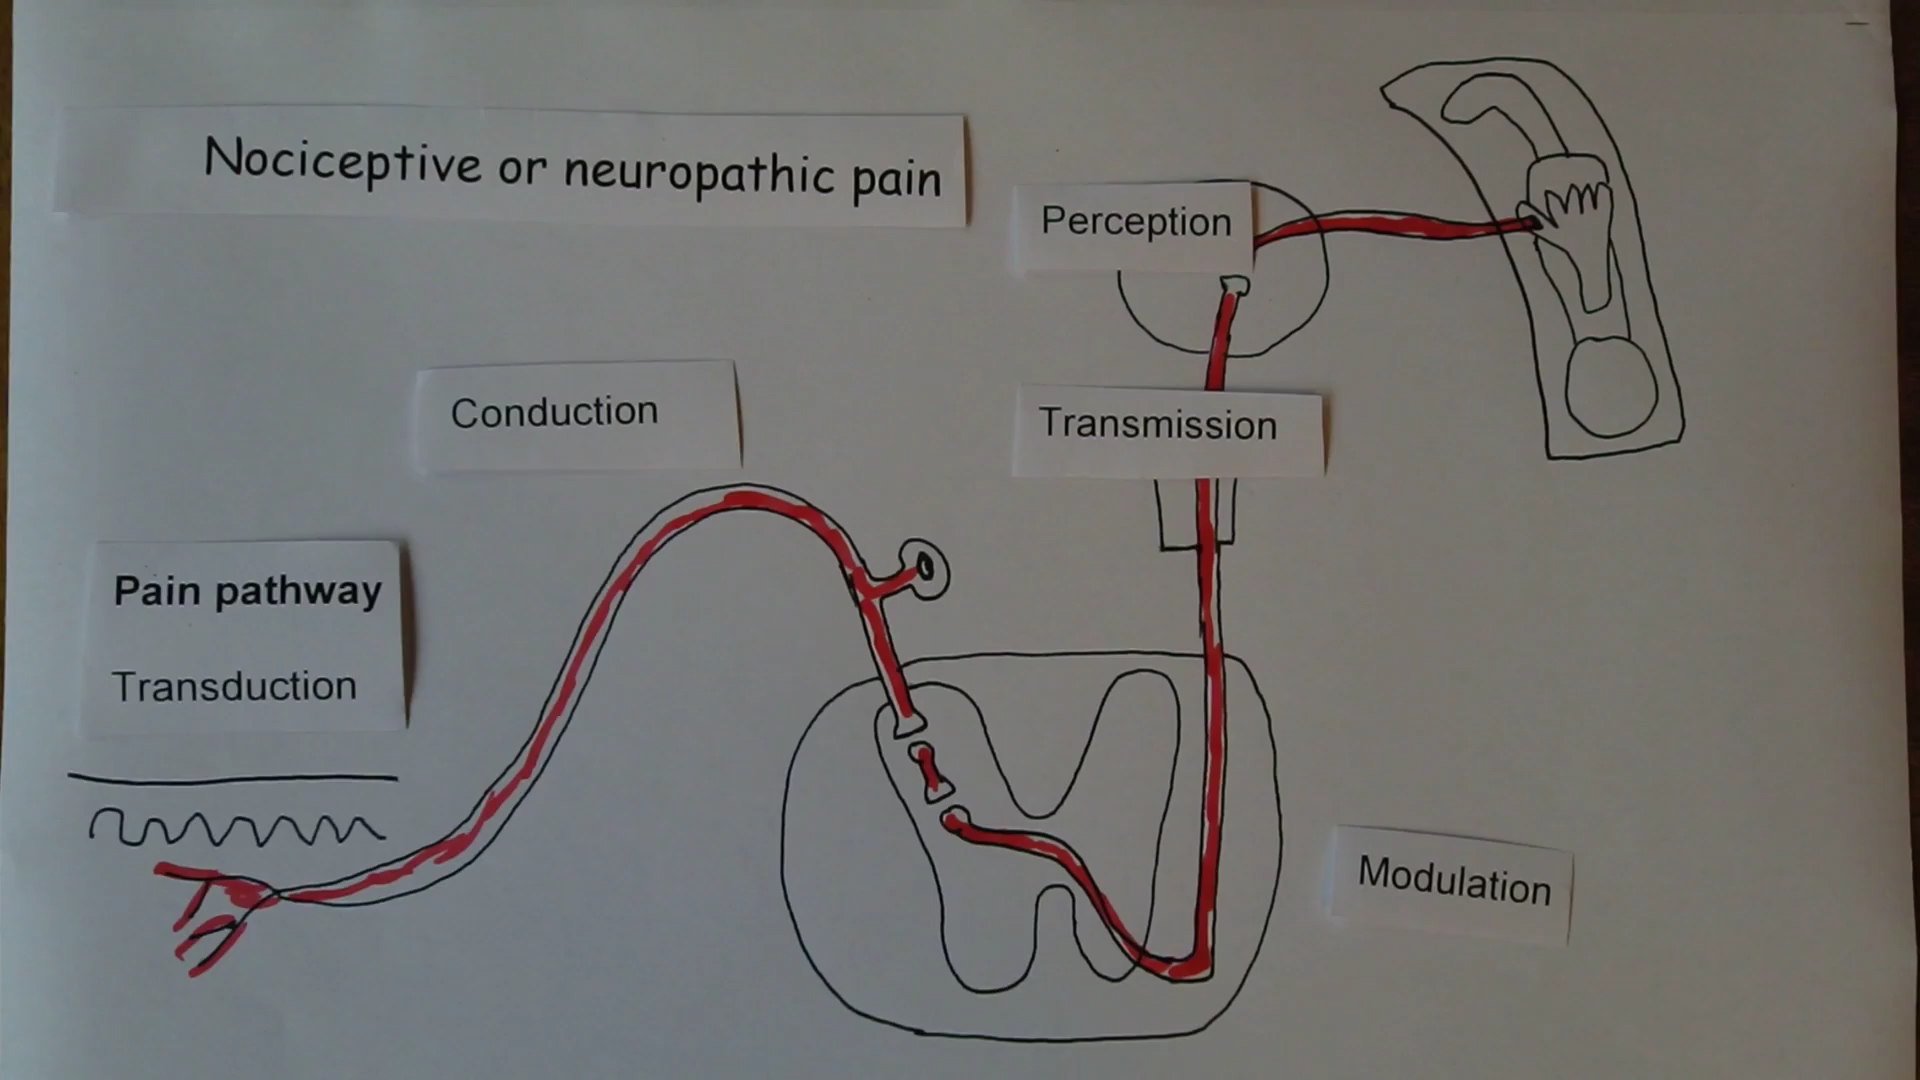 Nociceptive or neuropathic pain
Perception
Conduction
Transmission
Pain pathway
Transduction
Modulation